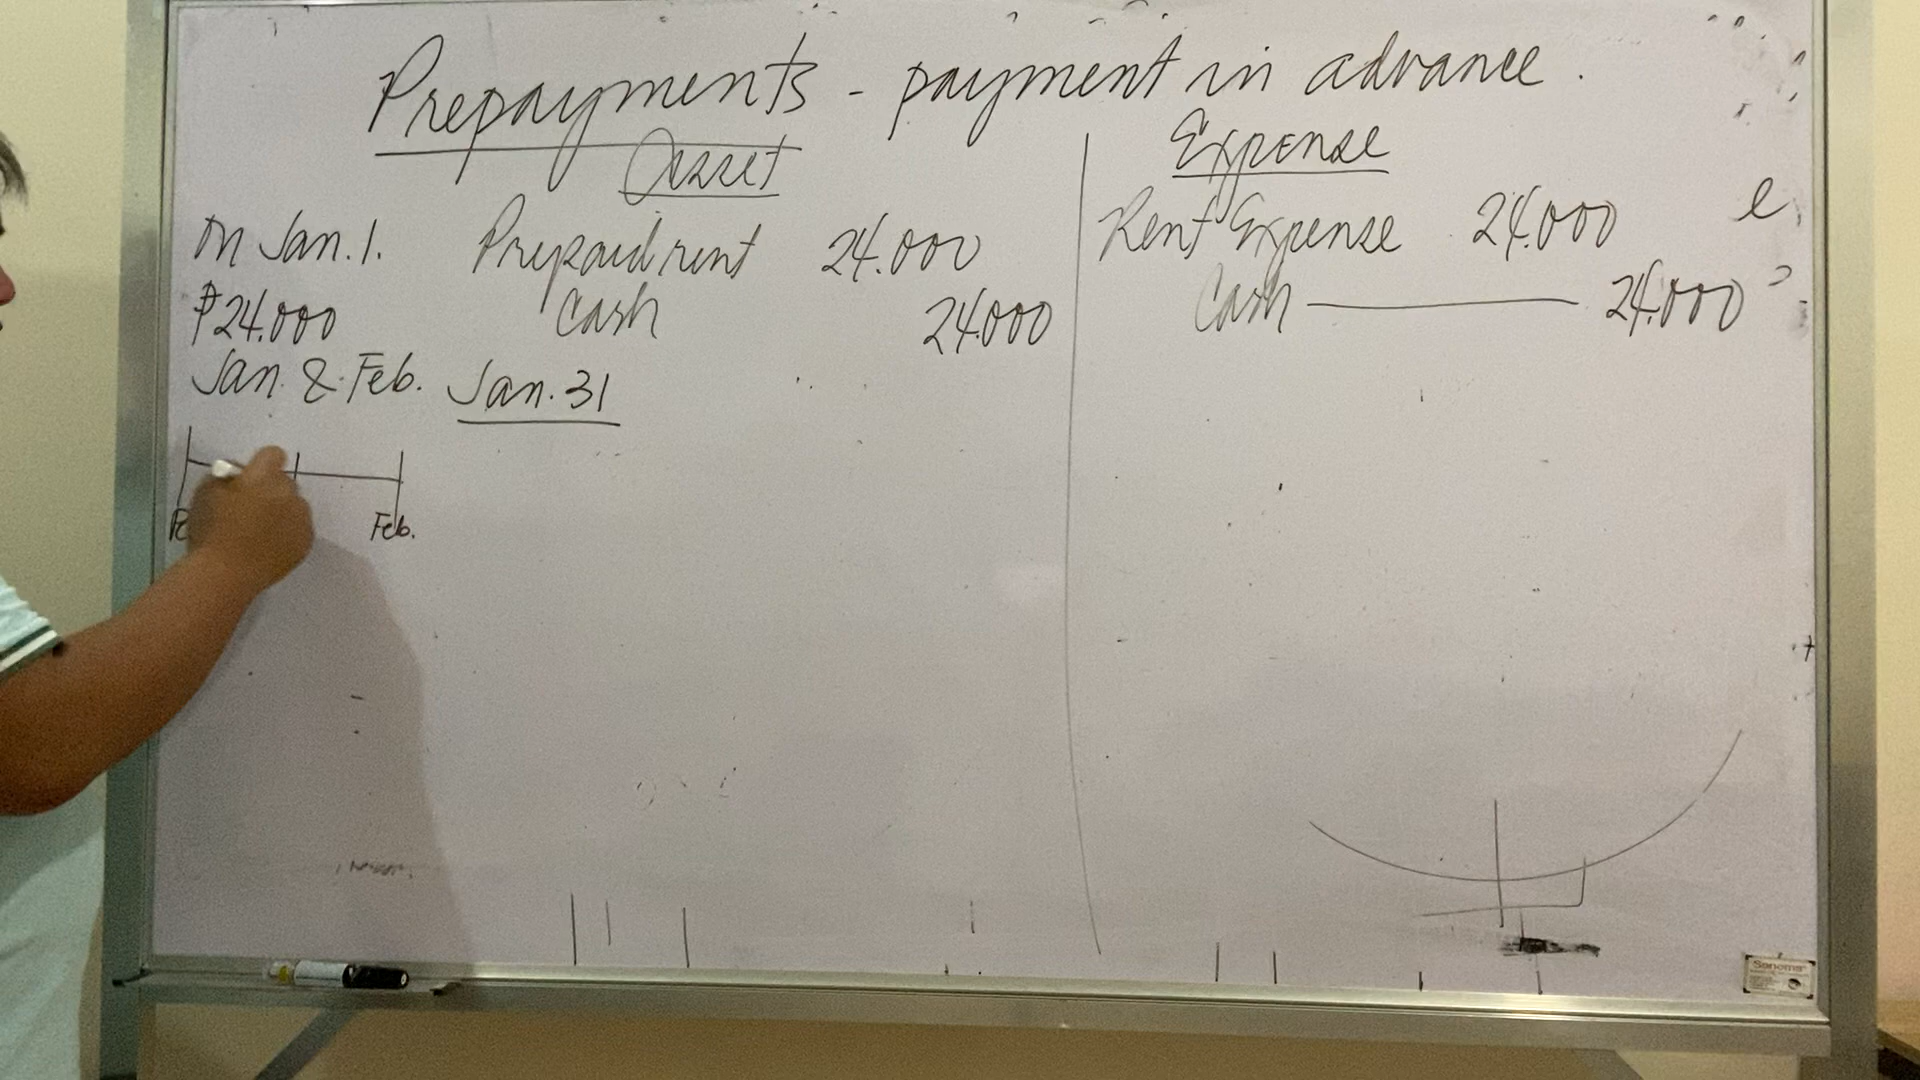 Prepayments - payment in advance.
Asset
On Jan. 1. Prepaid rent 24.000
Cash 24.000
₱24.000
Jan. & Feb. Jan. 31
Feb.
Expense
Rent Expense 24.000
Cash 24.000
e
Sanoma